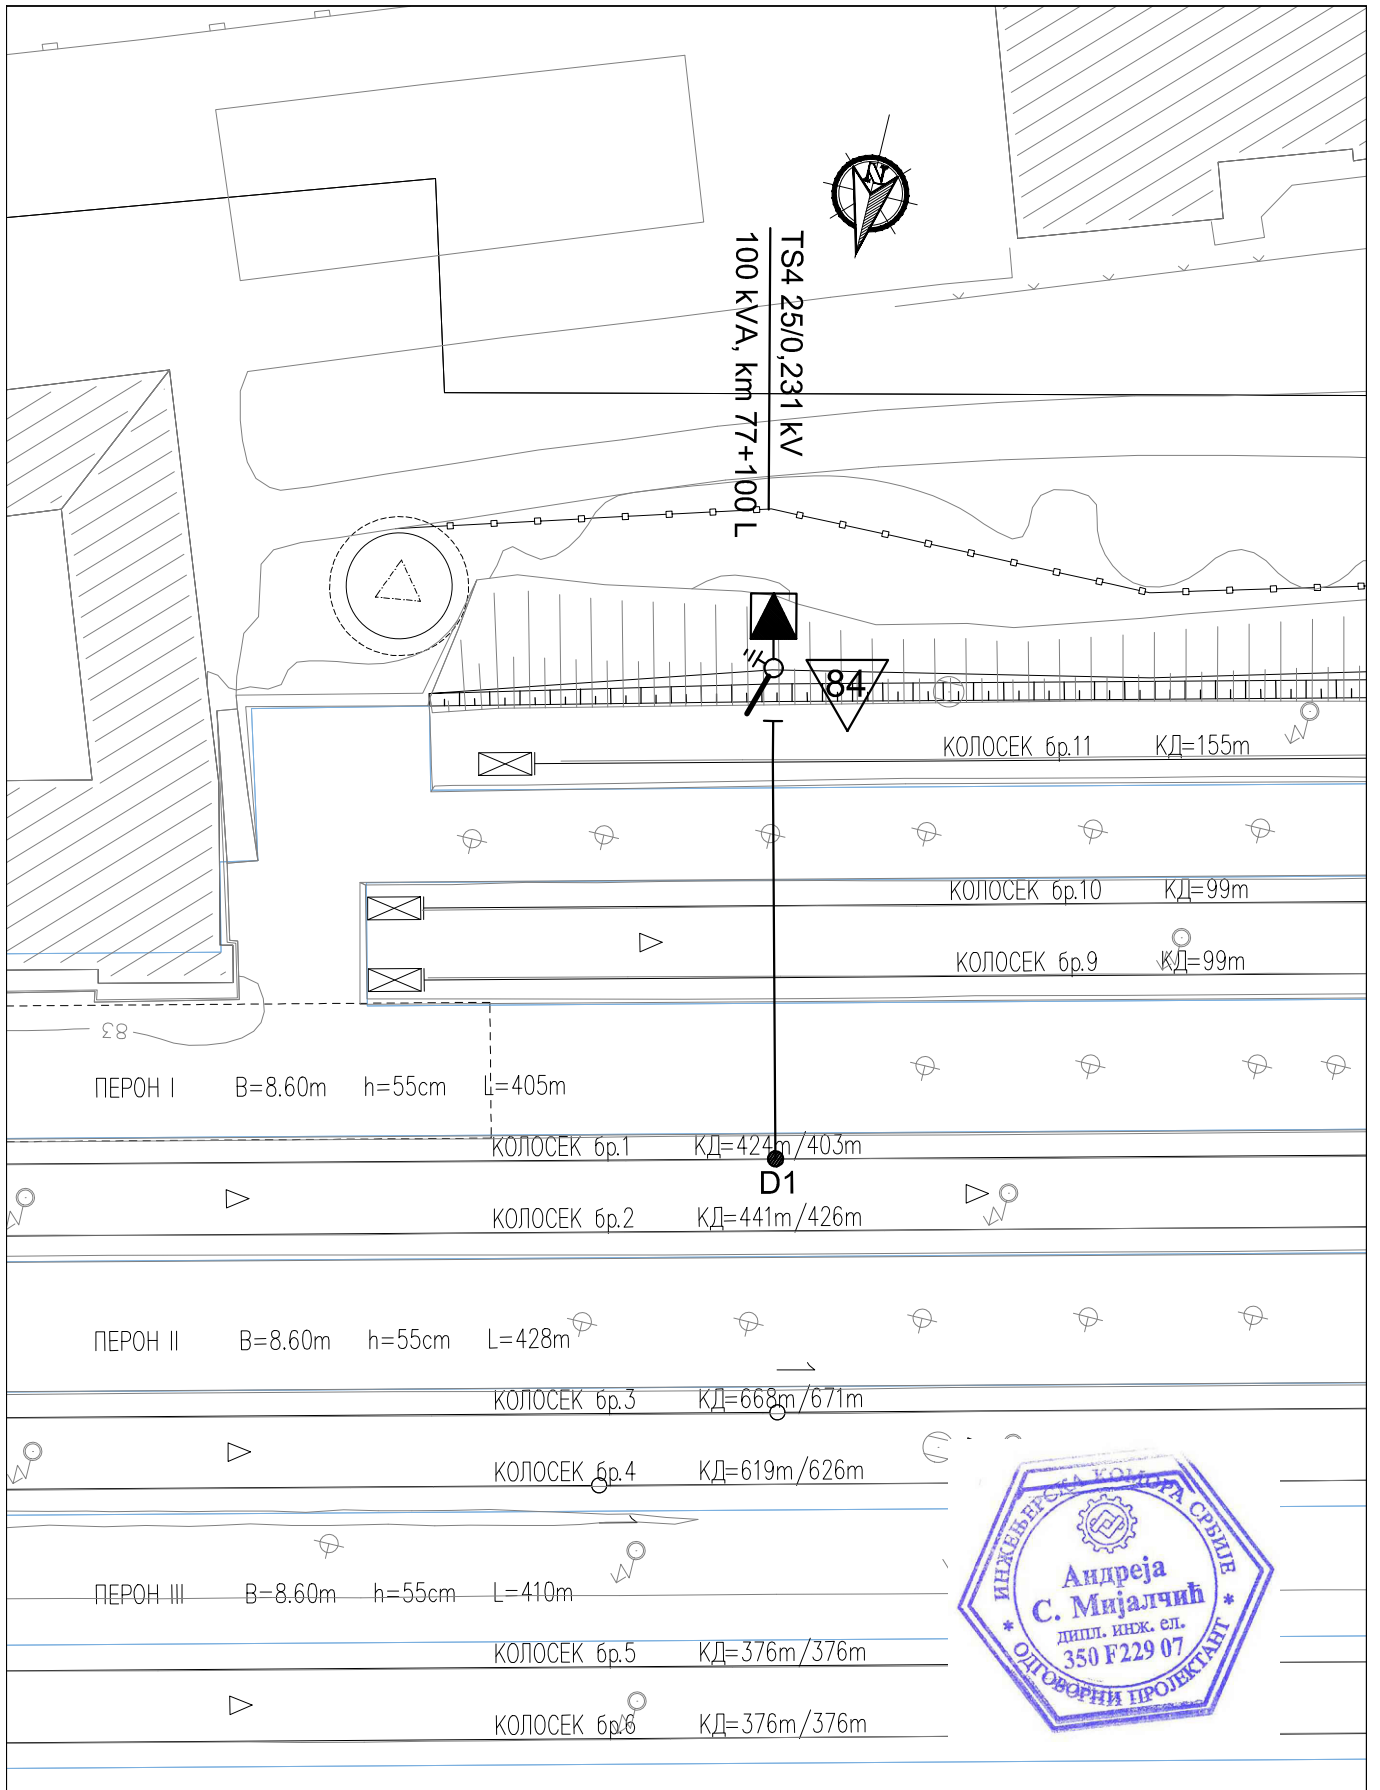 N
TS4 25/0,231 kV
100 kVA, km 77+100 L
84
КОЛОСЕК бр.11 КД=155m
КОЛОСЕК бр.10 КД=99m
КОЛОСЕК бр.9 КД=99m
83
ПЕРОН I B=8.60m h=55cm L=405m
КОЛОСЕК бр.1 КД=424m/403m
D1
КОЛОСЕК бр.2 КД=441m/426m
ПЕРОН II B=8.60m h=55cm L=428m
КОЛОСЕК бр.3 КД=668m/671m
КОЛОСЕК бр.4 КД=619m/626m
ПЕРОН III B=8.60m h=55cm L=410m
КОЛОСЕК бр.5 КД=376m/376m
КОЛОСЕК бр.6 КД=376m/376m
ИНЖЕЊЕРСКА КОМОРА СРБИЈЕ
Андреја
С. Мијалчић
дипл. инж. ел.
350 F229 07
* ОДГОВОРНИ ПРОЈЕКТАНТ *